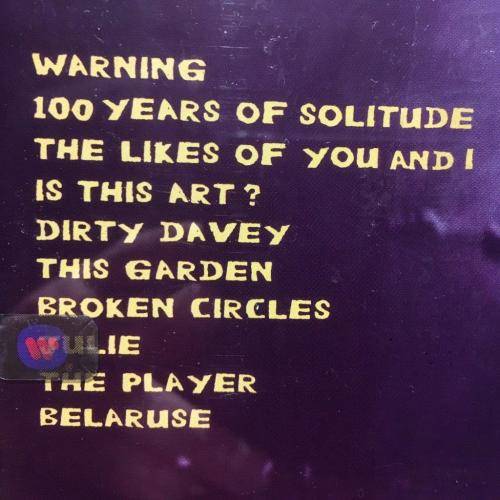 WARNING
100 YEARS OF SOLITUDE
THE LIKES OF YOU AND I
IS THIS ART?
DIRTY DAVEY
THIS GARDEN
BROKEN CIRCLES
JULIE
THE PLAYER
BELARUSE